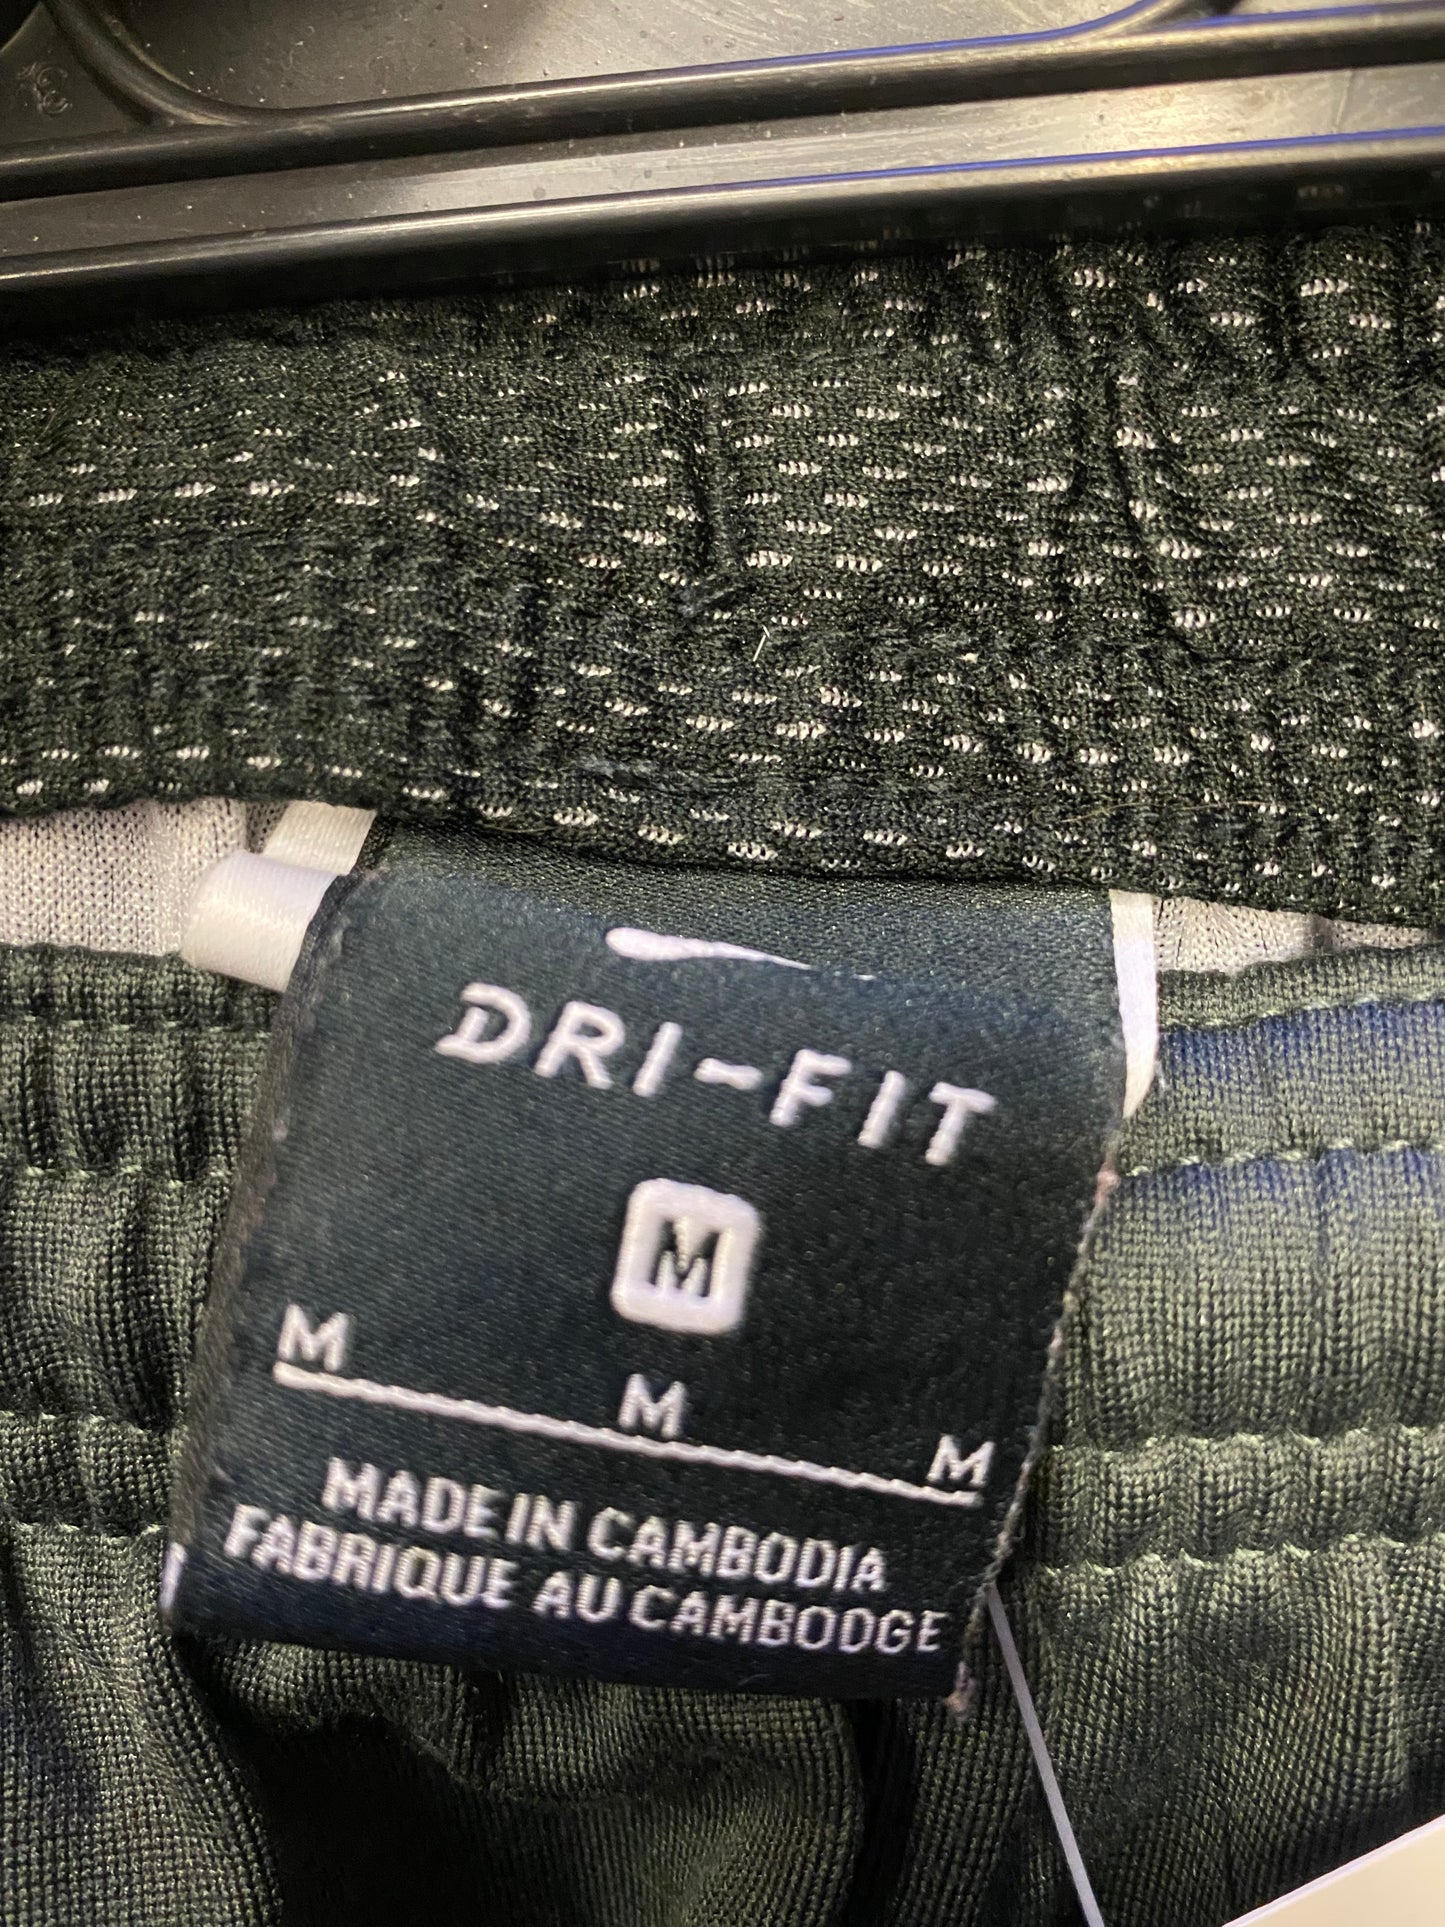 DRI-FIT
M
M M M
MADE IN CAMBODIA
FABRIQUE AU CAMBODGE